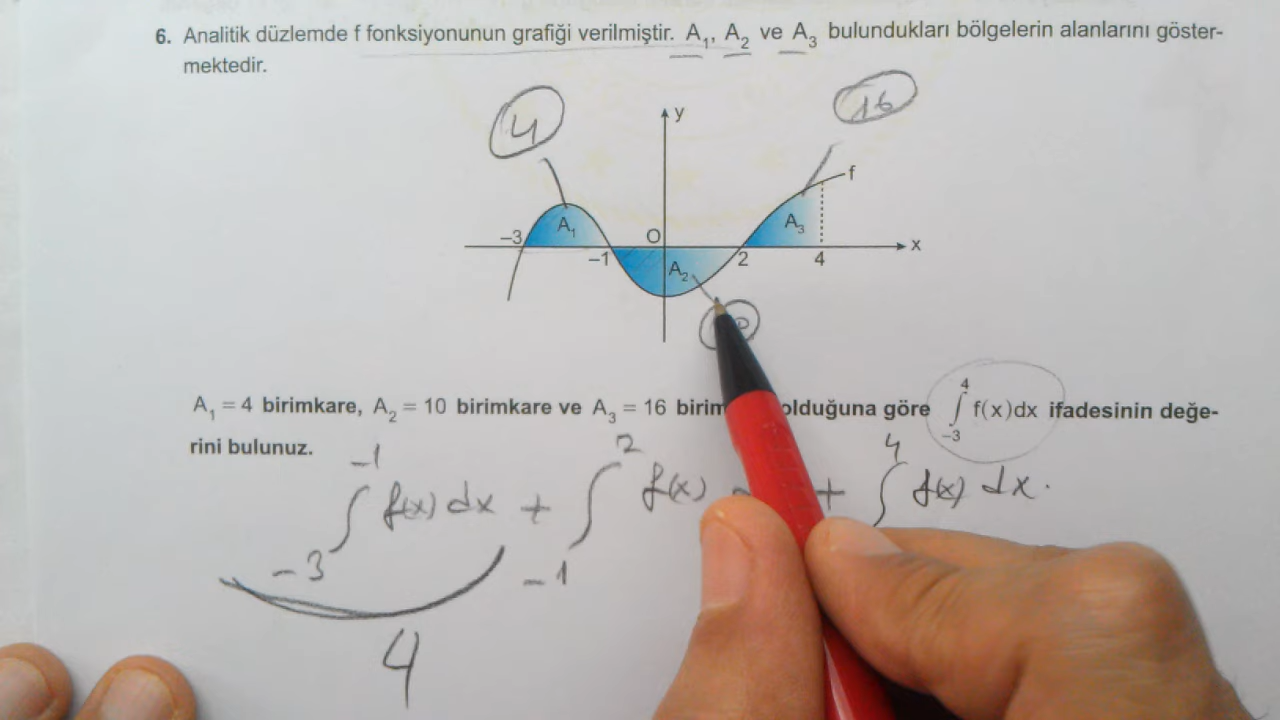 6. Analitik düzlemde f fonksiyonunun grafiği verilmiştir. A₁, A₂ ve A₃ bulundukları bölgelerin alanlarını göster-
mektedir.
4
16
y
f
A₁
A₃
–3
O
x
–1
A₂
2
4
A₁ = 4 birimkare, A₂ = 10 birimkare ve A₃ = 16 olduğuna göre ∫₋₃⁴ f(x)dx ifadesinin değe-
rini bulunuz.
∫₋₃⁻¹ f(x) dx + ∫₋₁² f(x) + ∫⁴ f(x) dx.
4